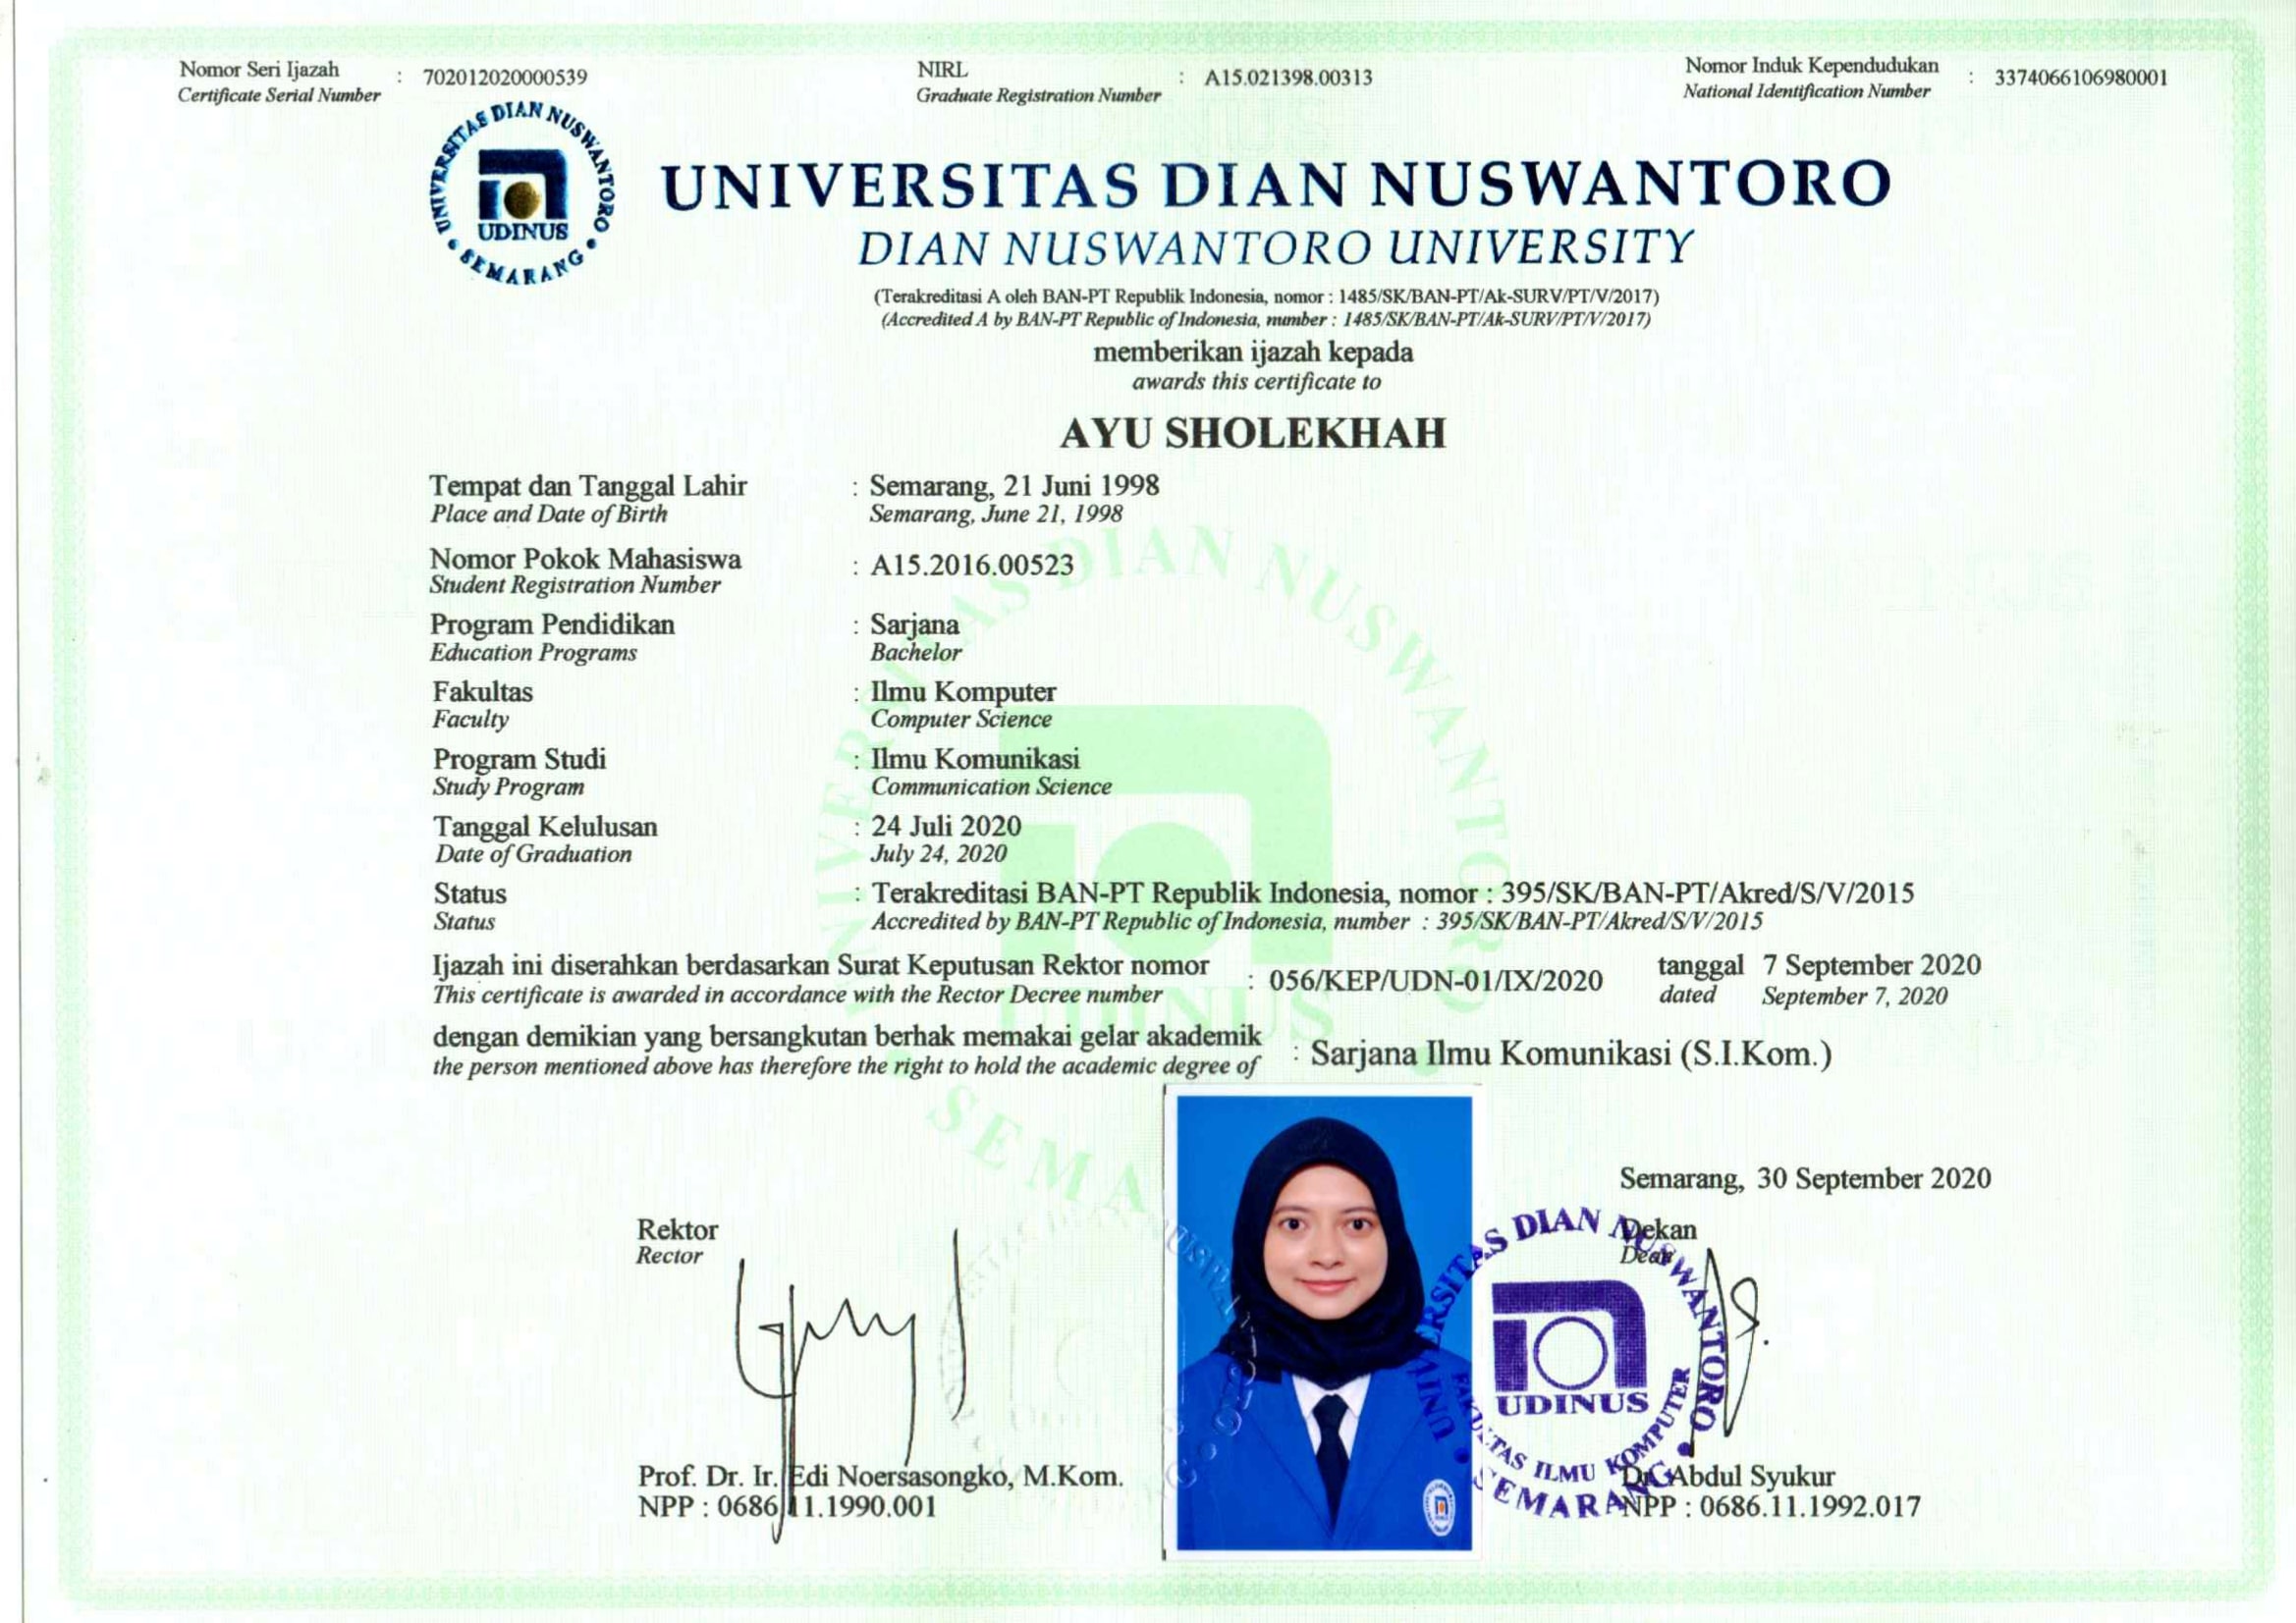 Nomor Seri Ijazah : 702012020000539
Certificate Serial Number
NIRL : A15.021398.00313
Graduate Registration Number
Nomor Induk Kependudukan : 3374066106980001
National Identification Number
UNIVERSITAS DIAN NUSWANTORO
UDINUS
• SEMARANG •
UNIVERSITAS DIAN NUSWANTORO
DIAN NUSWANTORO UNIVERSITY
(Terakreditasi A oleh BAN-PT Republik Indonesia, nomor : 1485/SK/BAN-PT/Ak-SURV/PT/V/2017)
(Accredited A by BAN-PT Republic of Indonesia, number : 1485/SK/BAN-PT/Ak-SURV/PT/V/2017)
memberikan ijazah kepada
awards this certificate to
AYU SHOLEKHAH
Tempat dan Tanggal Lahir : Semarang, 21 Juni 1998
Place and Date of Birth Semarang, June 21, 1998
Nomor Pokok Mahasiswa : A15.2016.00523
Student Registration Number
Program Pendidikan : Sarjana
Education Programs Bachelor
Fakultas : Ilmu Komputer
Faculty Computer Science
Program Studi : Ilmu Komunikasi
Study Program Communication Science
Tanggal Kelulusan : 24 Juli 2020
Date of Graduation July 24, 2020
Status : Terakreditasi BAN-PT Republik Indonesia, nomor : 395/SK/BAN-PT/Akred/S/V/2015
Status Accredited by BAN-PT Republic of Indonesia, number : 395/SK/BAN-PT/Akred/S/V/2015
Ijazah ini diserahkan berdasarkan Surat Keputusan Rektor nomor : 056/KEP/UDN-01/IX/2020 tanggal 7 September 2020
This certificate is awarded in accordance with the Rector Decree number dated September 7, 2020
dengan demikian yang bersangkutan berhak memakai gelar akademik : Sarjana Ilmu Komunikasi (S.I.Kom.)
the person mentioned above has therefore the right to hold the academic degree of
Semarang, 30 September 2020
Rektor
Rector
Dekan
Dean
UNIVERSITAS DIAN NUSWANTORO
UDINUS
FAKULTAS ILMU KOMPUTER
• SEMARANG •
Prof. Dr. Ir. Edi Noersasongko, M.Kom.
NPP : 0686.11.1990.001
Dr. Abdul Syukur
NPP : 0686.11.1992.017